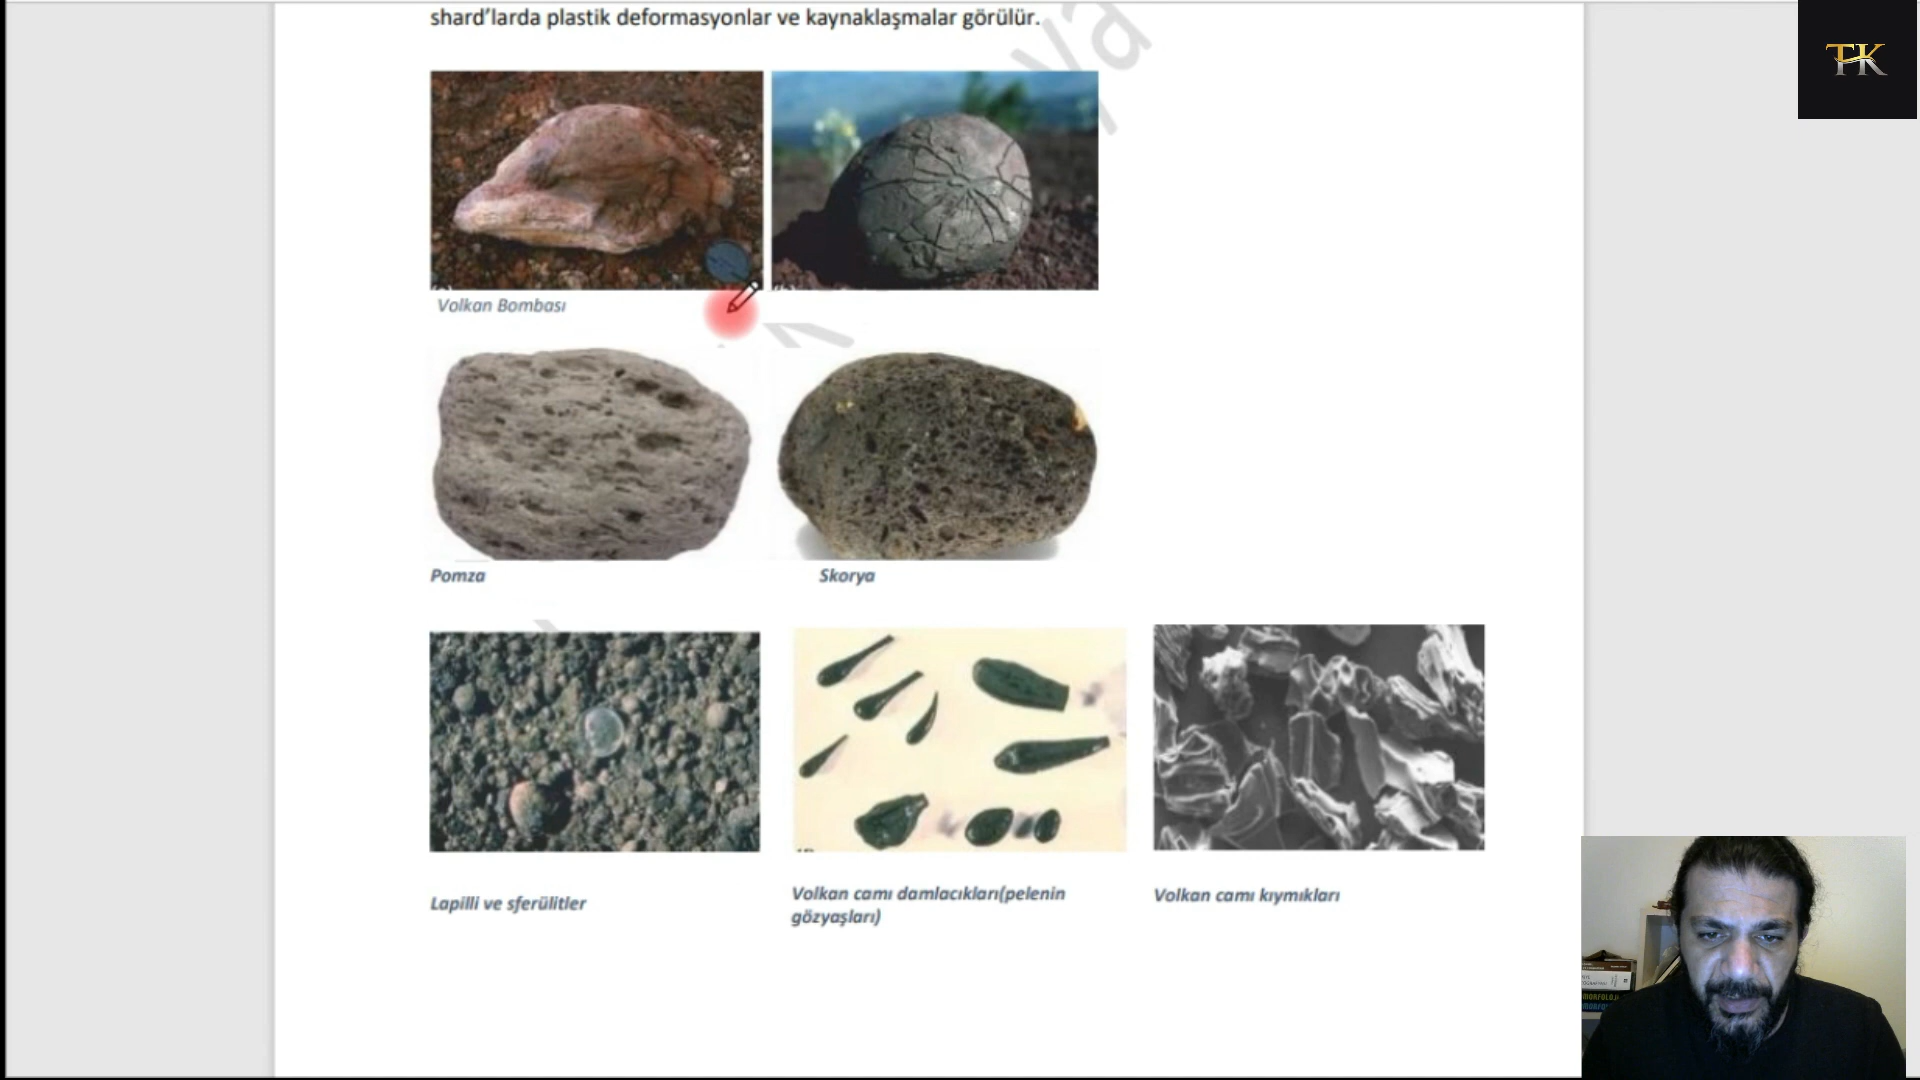 shard’larda plastik deformasyonlar ve kaynaklaşmalar görülür.
TK
Volkan Bombası
Pomza
Skorya
Lapilli ve sferülitler
Volkan camı damlacıkları(pelenin
gözyaşları)
Volkan camı kıymıkları